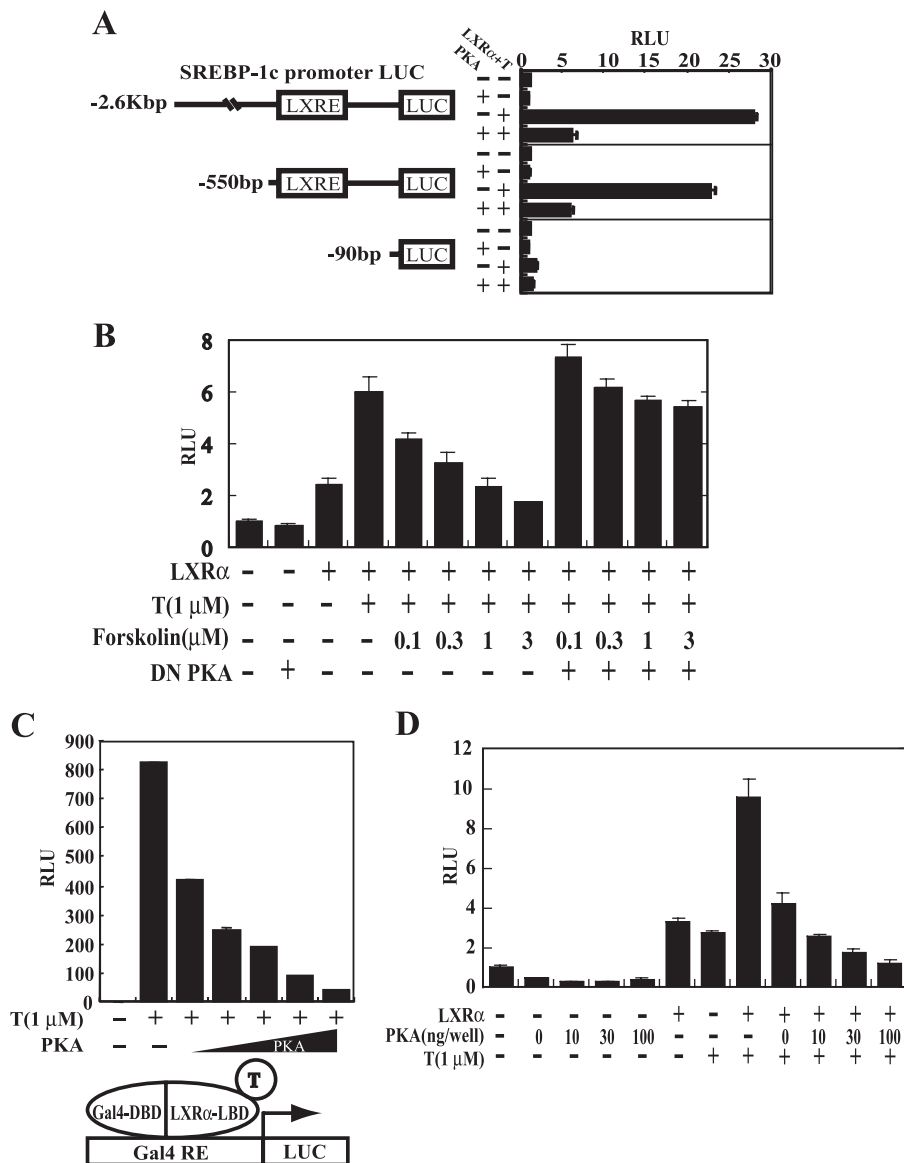 A
SREBP-1c promoter LUC
PKA
LXRα+T
RLU
0 5 10 15 20 25 30
-2.6Kbp
LXRE
LUC
− −
+ −
− +
+ +
-550bp
LXRE
LUC
− −
+ −
− +
+ +
-90bp
LUC
− −
+ −
− +
+ +
B
RLU
8
6
4
2
0
LXRα − − + + + + + + + + + +
T(1 μM) − − − + + + + + + + + +
Forskolin(μM) − − − − 0.1 0.3 1 3 0.1 0.3 1 3
DN PKA − + − − − − − − + + + +
C
RLU
900
800
700
600
500
400
300
200
100
0
T(1 μM) − + + + + + +
PKA − − PKA
T
Gal4-DBD LXRα-LBD
Gal4 RE LUC
D
RLU
12
10
8
6
4
2
0
LXRα − − − − − + − + + + + +
PKA(ng/well) − 0 10 30 100 − − − 0 10 30 100
T(1 μM) − − − − − − + + + + + +